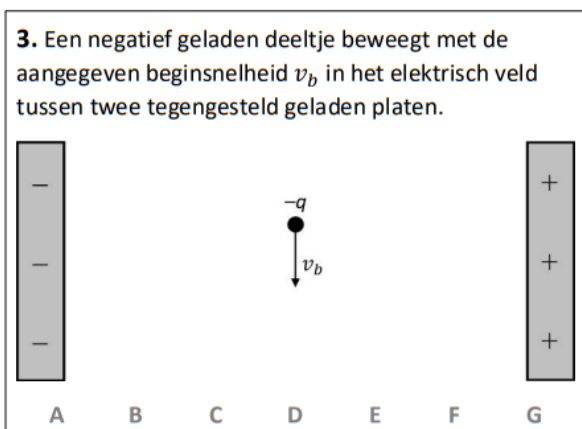 3. Een negatief geladen deeltje beweegt met de
aangegeven beginsnelheid v_b in het elektrisch veld
tussen twee tegengesteld geladen platen.
− +
−q
− v_b +
− +
A B C D E F G